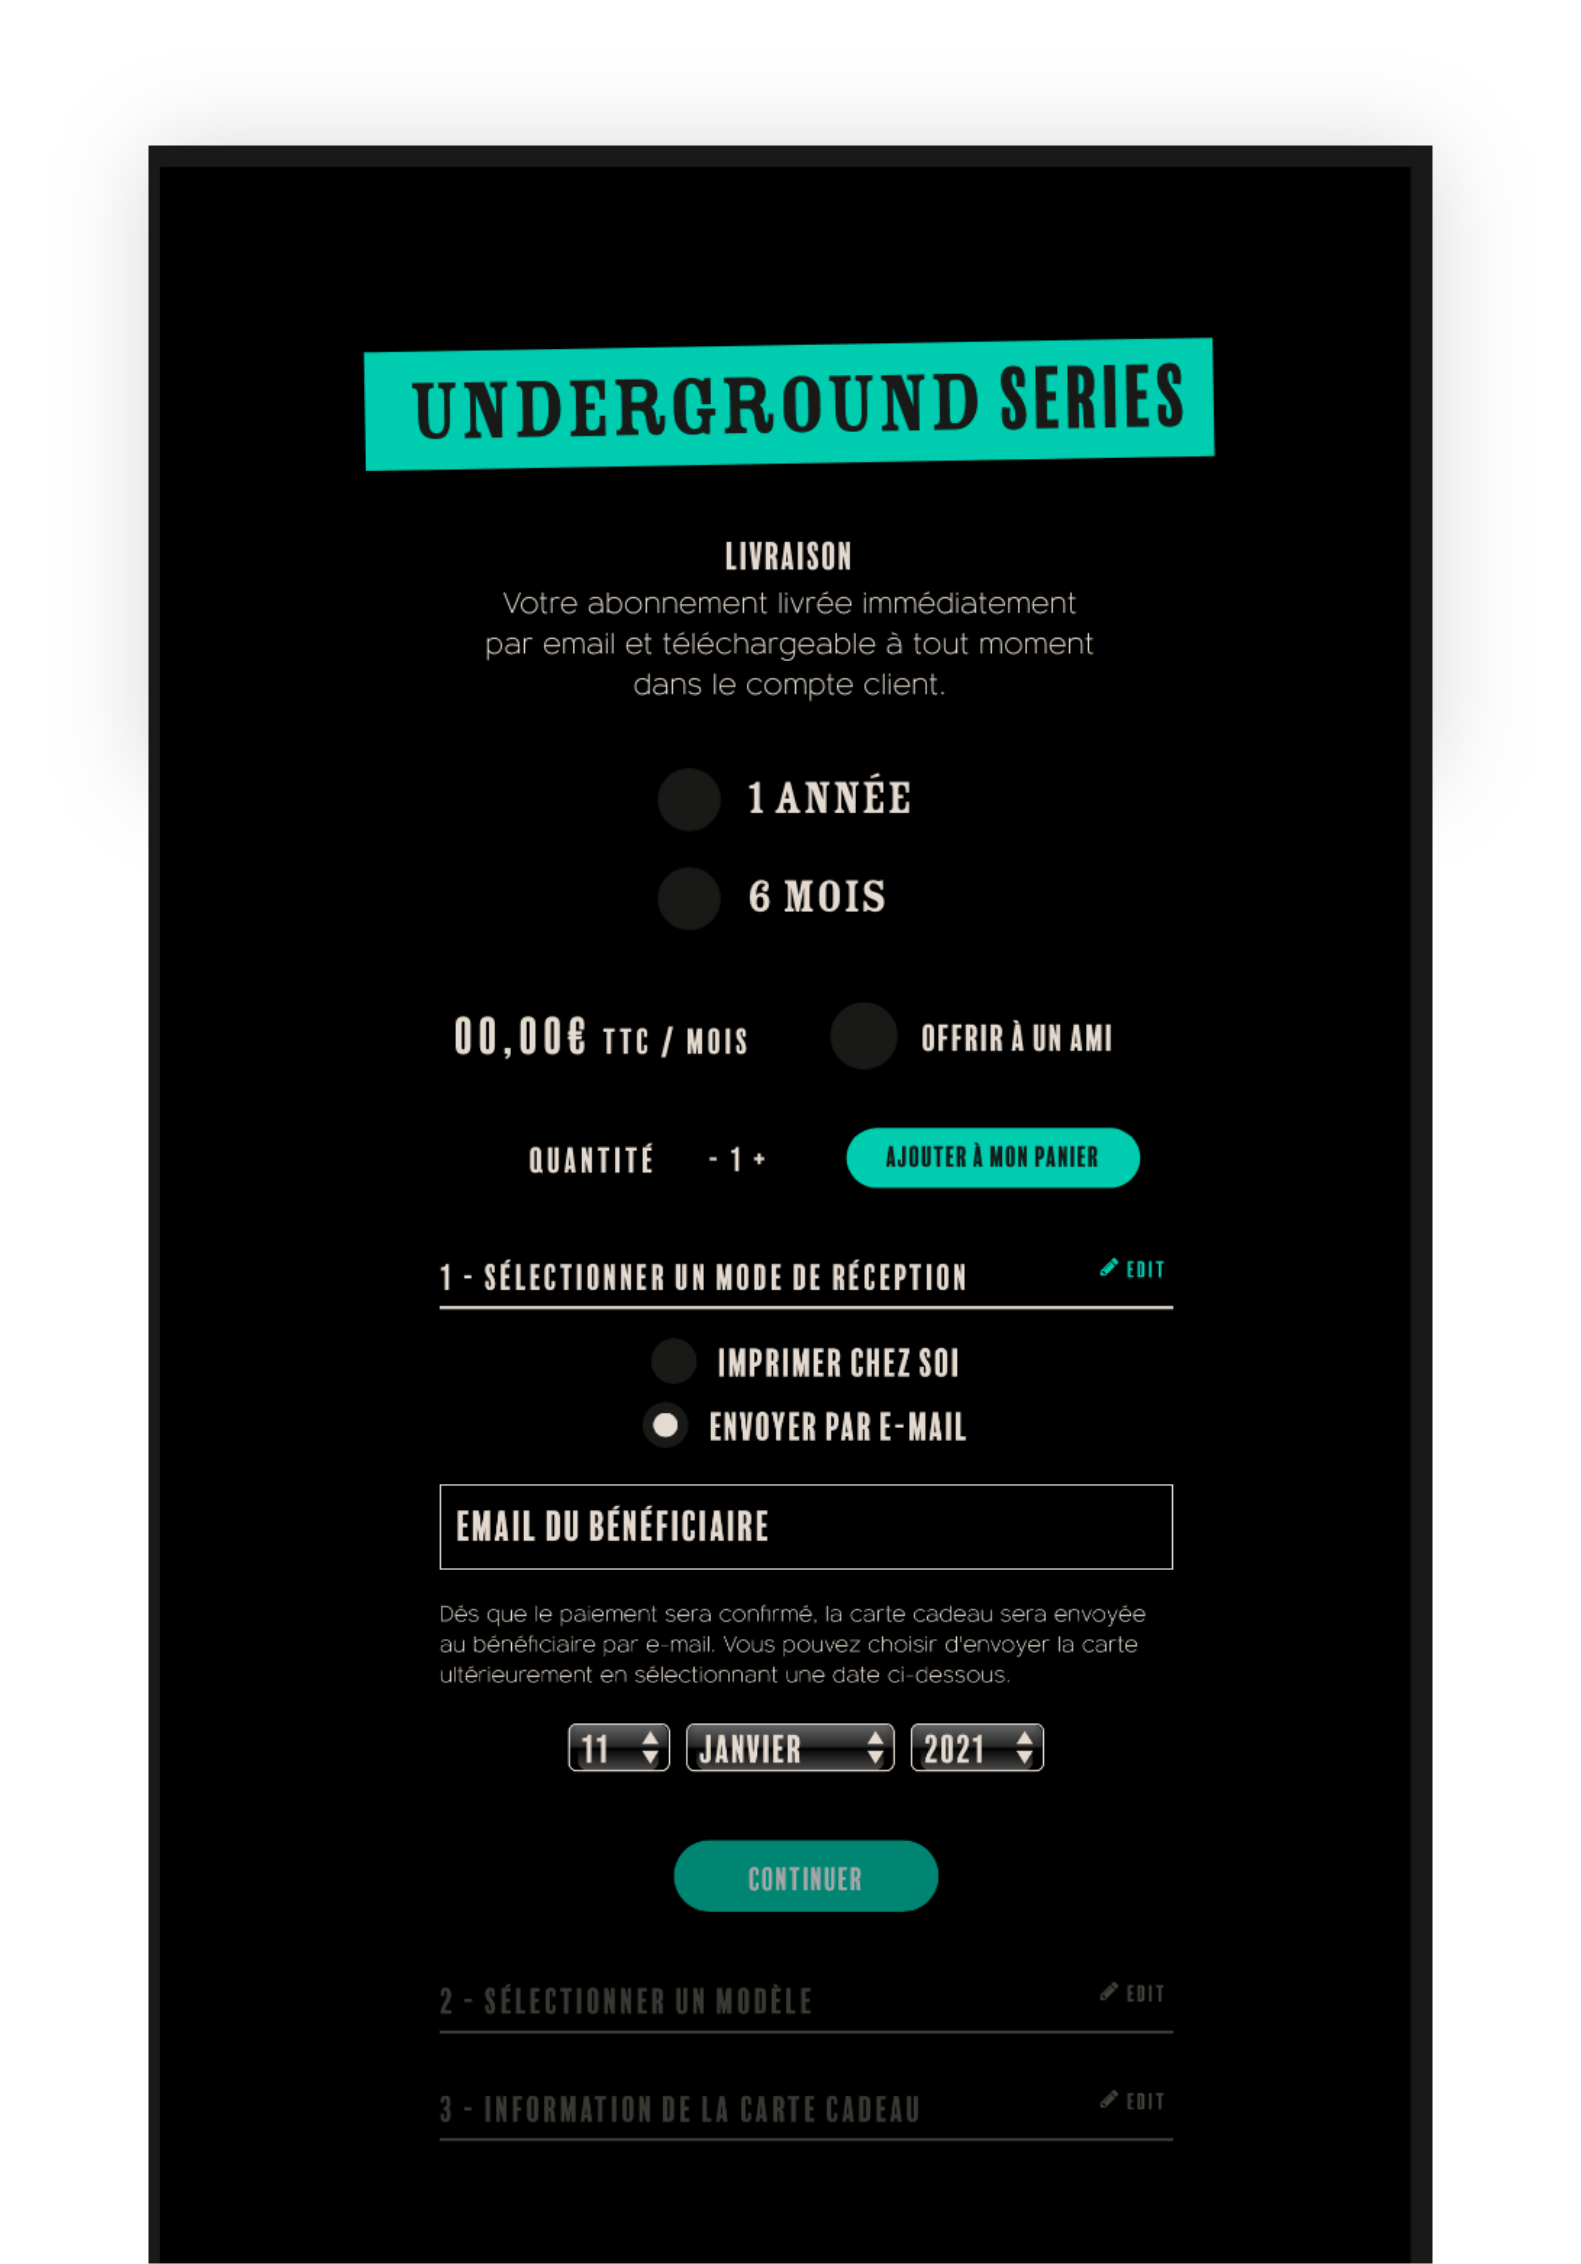 UNDERGROUND SERIES
LIVRAISON
Votre abonnement livrée immédiatement
par email et téléchargeable à tout moment
dans le compte client.
1 ANNÉE
6 MOIS
00,00€ TTC / MOIS
OFFRIR À UN AMI
QUANTITÉ - 1 +
AJOUTER À MON PANIER
1 - SÉLECTIONNER UN MODE DE RÉCEPTION
EDIT
IMPRIMER CHEZ SOI
ENVOYER PAR E-MAIL
EMAIL DU BÉNÉFICIAIRE
Dés que le paiement sera confirmé, la carte cadeau sera envoyée
au bénéficiaire par e-mail. Vous pouvez choisir d'envoyer la carte
ultérieurement en sélectionnant une date ci-dessous.
11 JANVIER 2021
CONTINUER
2 - SÉLECTIONNER UN MODÈLE
EDIT
3 - INFORMATION DE LA CARTE CADEAU
EDIT